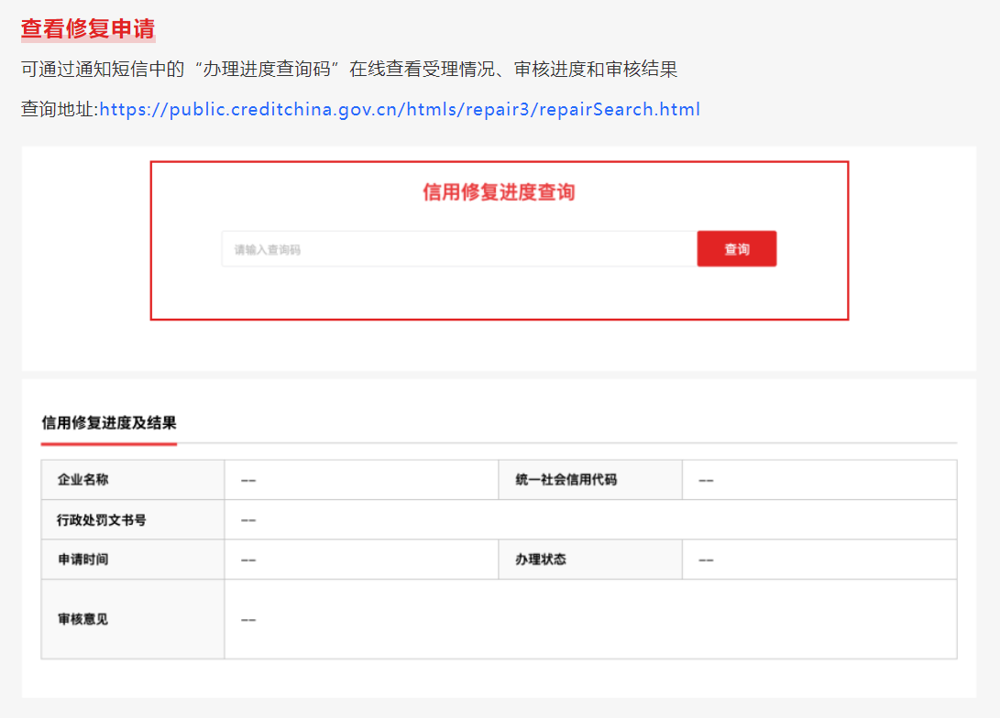 查看修复申请
可通过通知短信中的“办理进度查询码”在线查看受理情况、审核进度和审核结果
查询地址:https://public.creditchina.gov.cn/htmls/repair3/repairSearch.html
信用修复进度查询
请输入查询码 查询
信用修复进度及结果
企业名称 -- 统一社会信用代码 --
行政处罚文书号 --
申请时间 -- 办理状态 --
审核意见 --